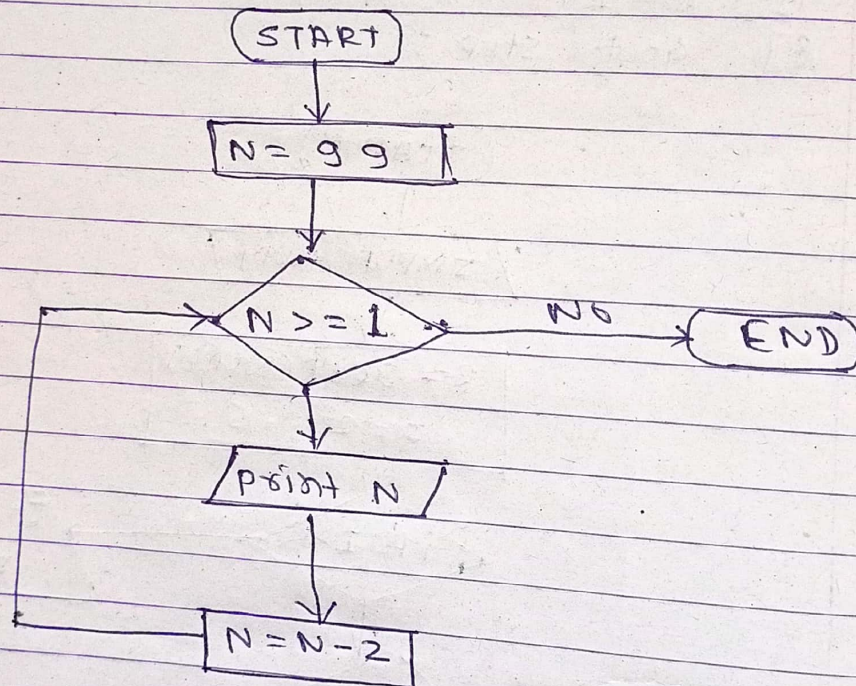 START
N = 99
N >= 1
No
END
print N
N = N - 2